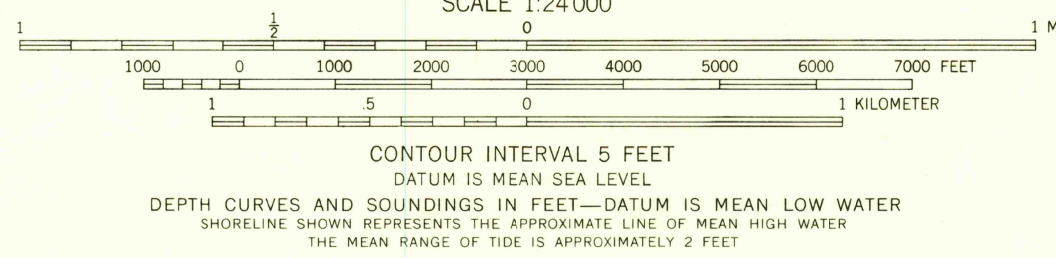 SCALE 1:24 000
1 1/2 0 1 M
1000 0 1000 2000 3000 4000 5000 6000 7000 FEET
1 .5 0 1 KILOMETER
CONTOUR INTERVAL 5 FEET
DATUM IS MEAN SEA LEVEL
DEPTH CURVES AND SOUNDINGS IN FEET—DATUM IS MEAN LOW WATER
SHORELINE SHOWN REPRESENTS THE APPROXIMATE LINE OF MEAN HIGH WATER
THE MEAN RANGE OF TIDE IS APPROXIMATELY 2 FEET